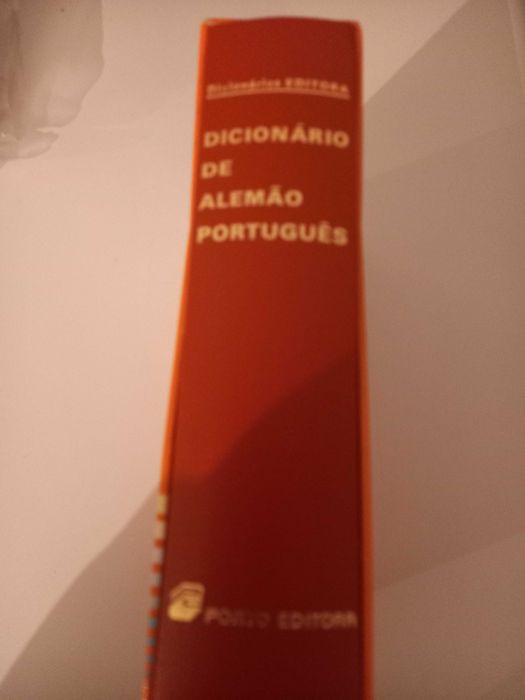 Dicionários EDITORA
DICIONÁRIO
DE
ALEMÃO
PORTUGUÊS
PORTO EDITORA